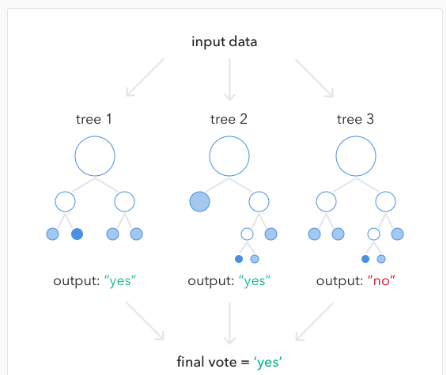 input data
tree 1 tree 2 tree 3
output: “yes” output: “yes” output: “no”
final vote = ‘yes’